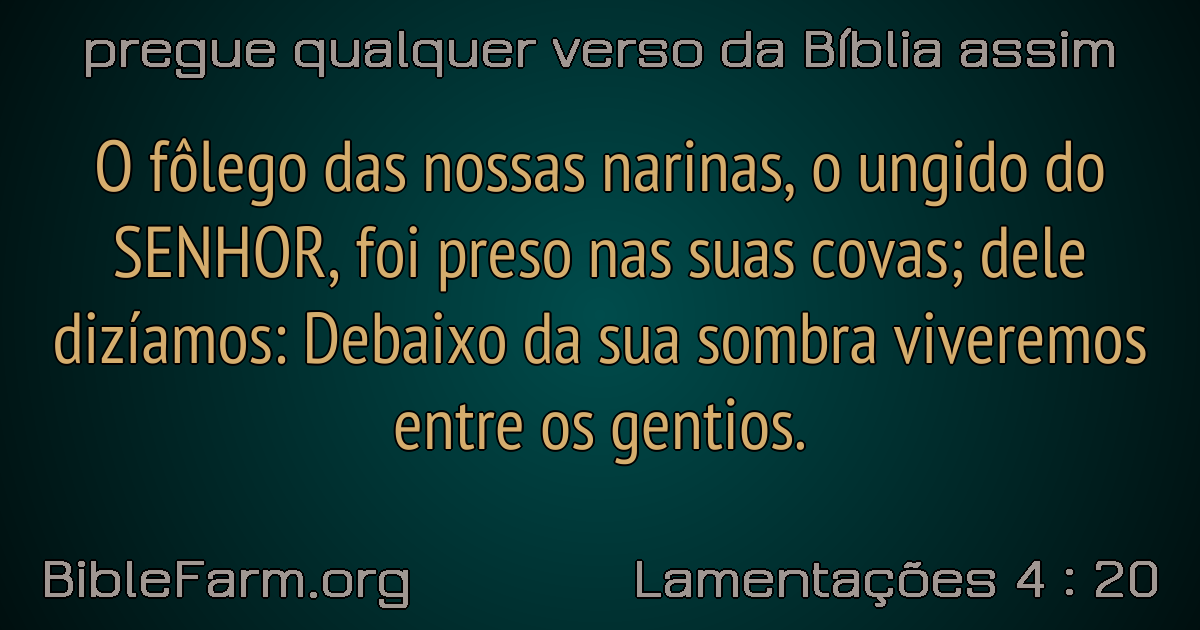 pregue qualquer verso da Bíblia assim
O fôlego das nossas narinas, o ungido do
SENHOR, foi preso nas suas covas; dele
dizíamos: Debaixo da sua sombra viveremos
entre os gentios.
BibleFarm.org
Lamentações 4 : 20